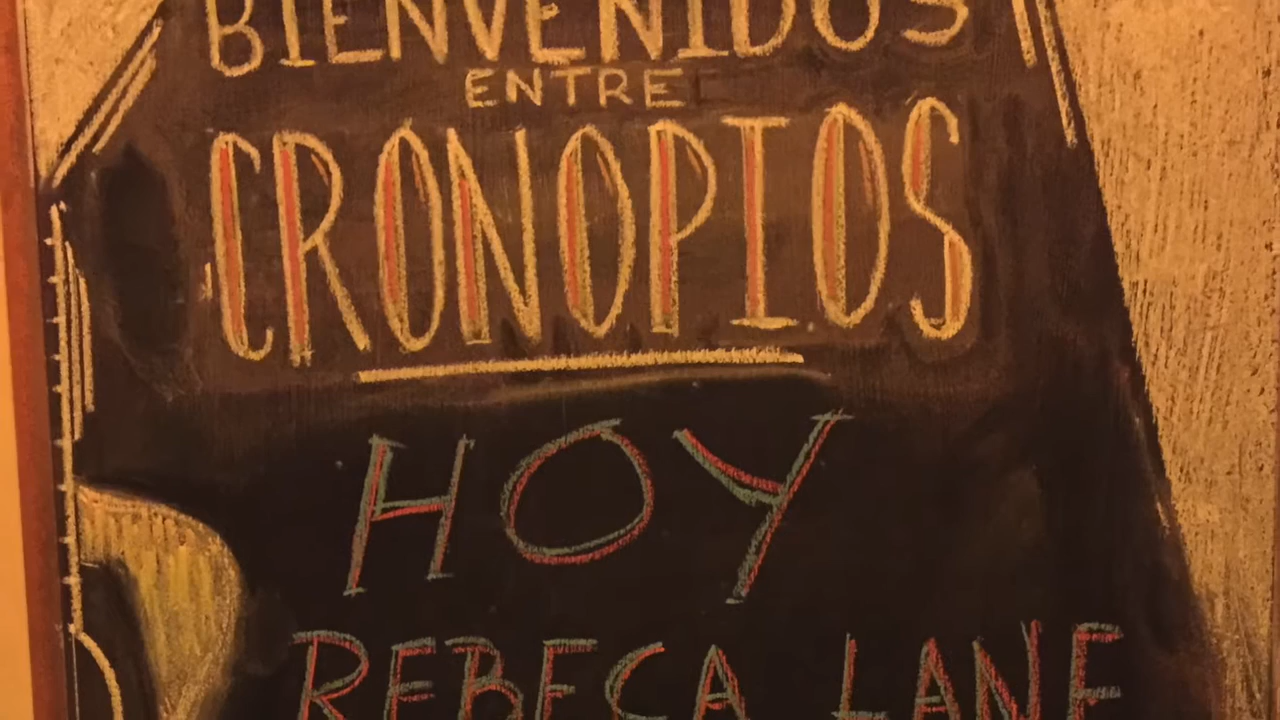 BIENVENIDOS
ENTRE
CRONOPIOS
HOY
REBECA LANE